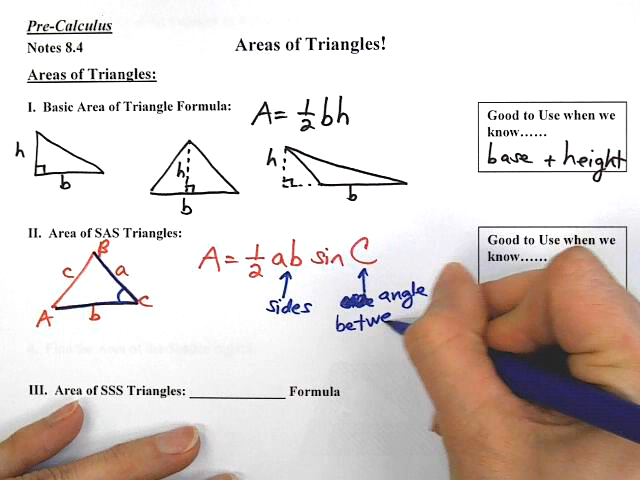 Pre-Calculus
Notes 8.4
Areas of Triangles!
Areas of Triangles:
I. Basic Area of Triangle Formula: A = 1/2 bh
Good to Use when we
know......
base + height
h
b
h
b
h
b
II. Area of SAS Triangles:
A = 1/2 ab sin C
Good to Use when we
know......
B
c
a
A
b
C
sides
angle
betwe
III. Area of SSS Triangles: ______________ Formula